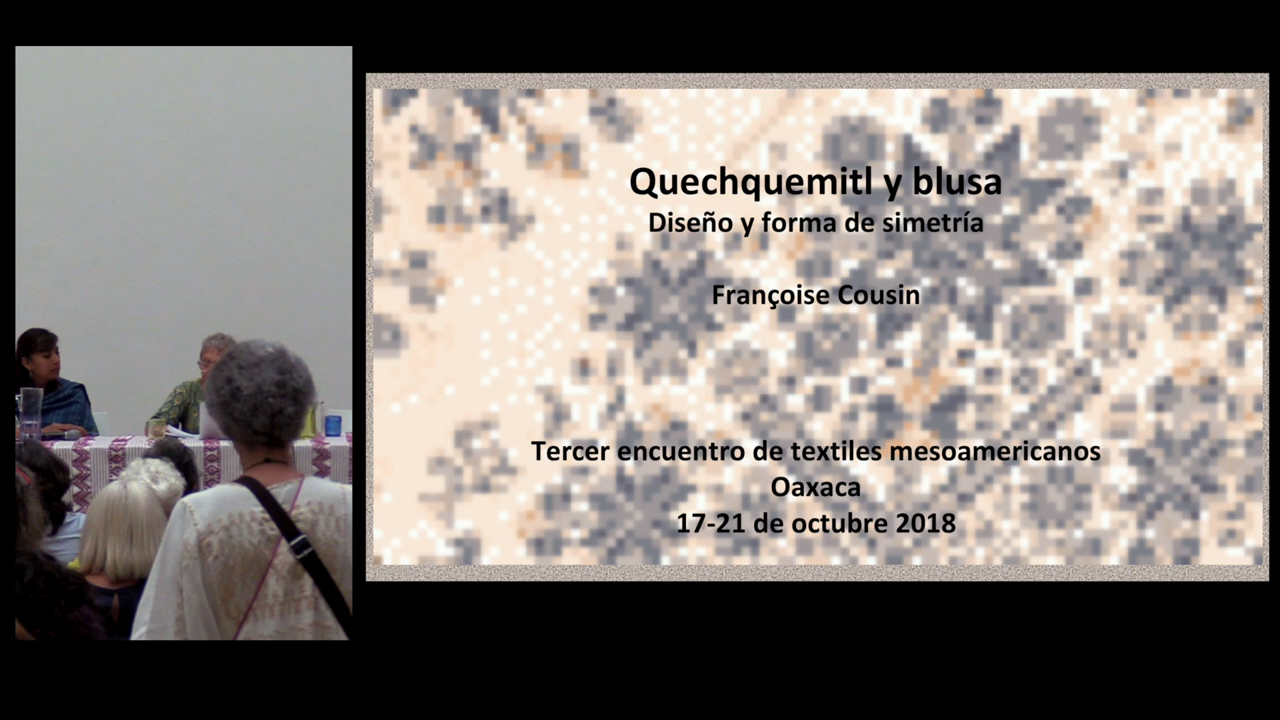 Quechquemitl y blusa
Diseño y forma de simetría
Françoise Cousin
Tercer encuentro de textiles mesoamericanos
Oaxaca
17-21 de octubre 2018